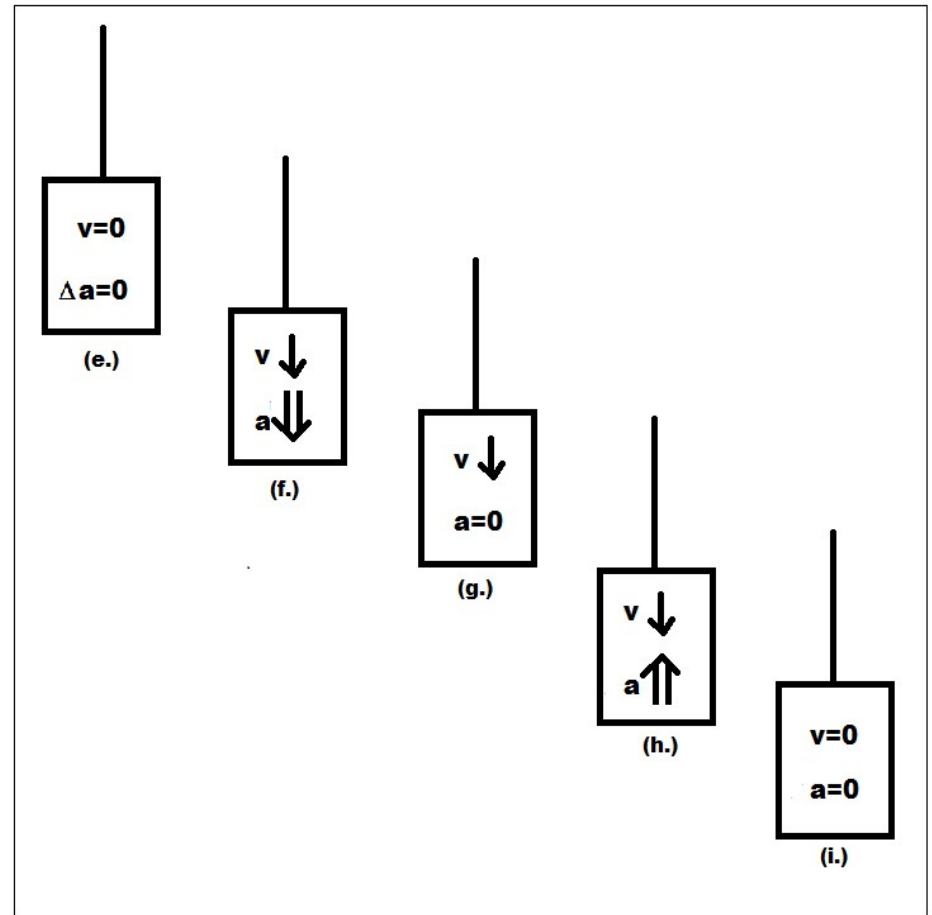 v=0
Δa=0
(e.)
v
a
(f.)
v
a=0
(g.)
v
a
(h.)
v=0
a=0
(i.)